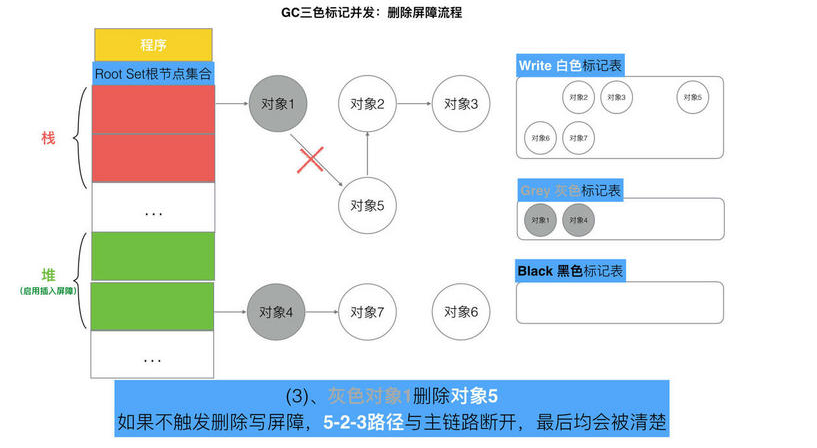 GC三色标记并发：删除屏障流程
程序
Root Set根节点集合
栈
...
堆
(启用插入屏障)
...
对象1
对象2
对象3
对象5
对象4
对象7
对象6
Write 白色标记表
对象2
对象3
对象5
对象6
对象7
Grey 灰色标记表
对象1
对象4
Black 黑色标记表
(3)、灰色对象1删除对象5
如果不触发删除写屏障，5-2-3路径与主链路断开，最后均会被清楚